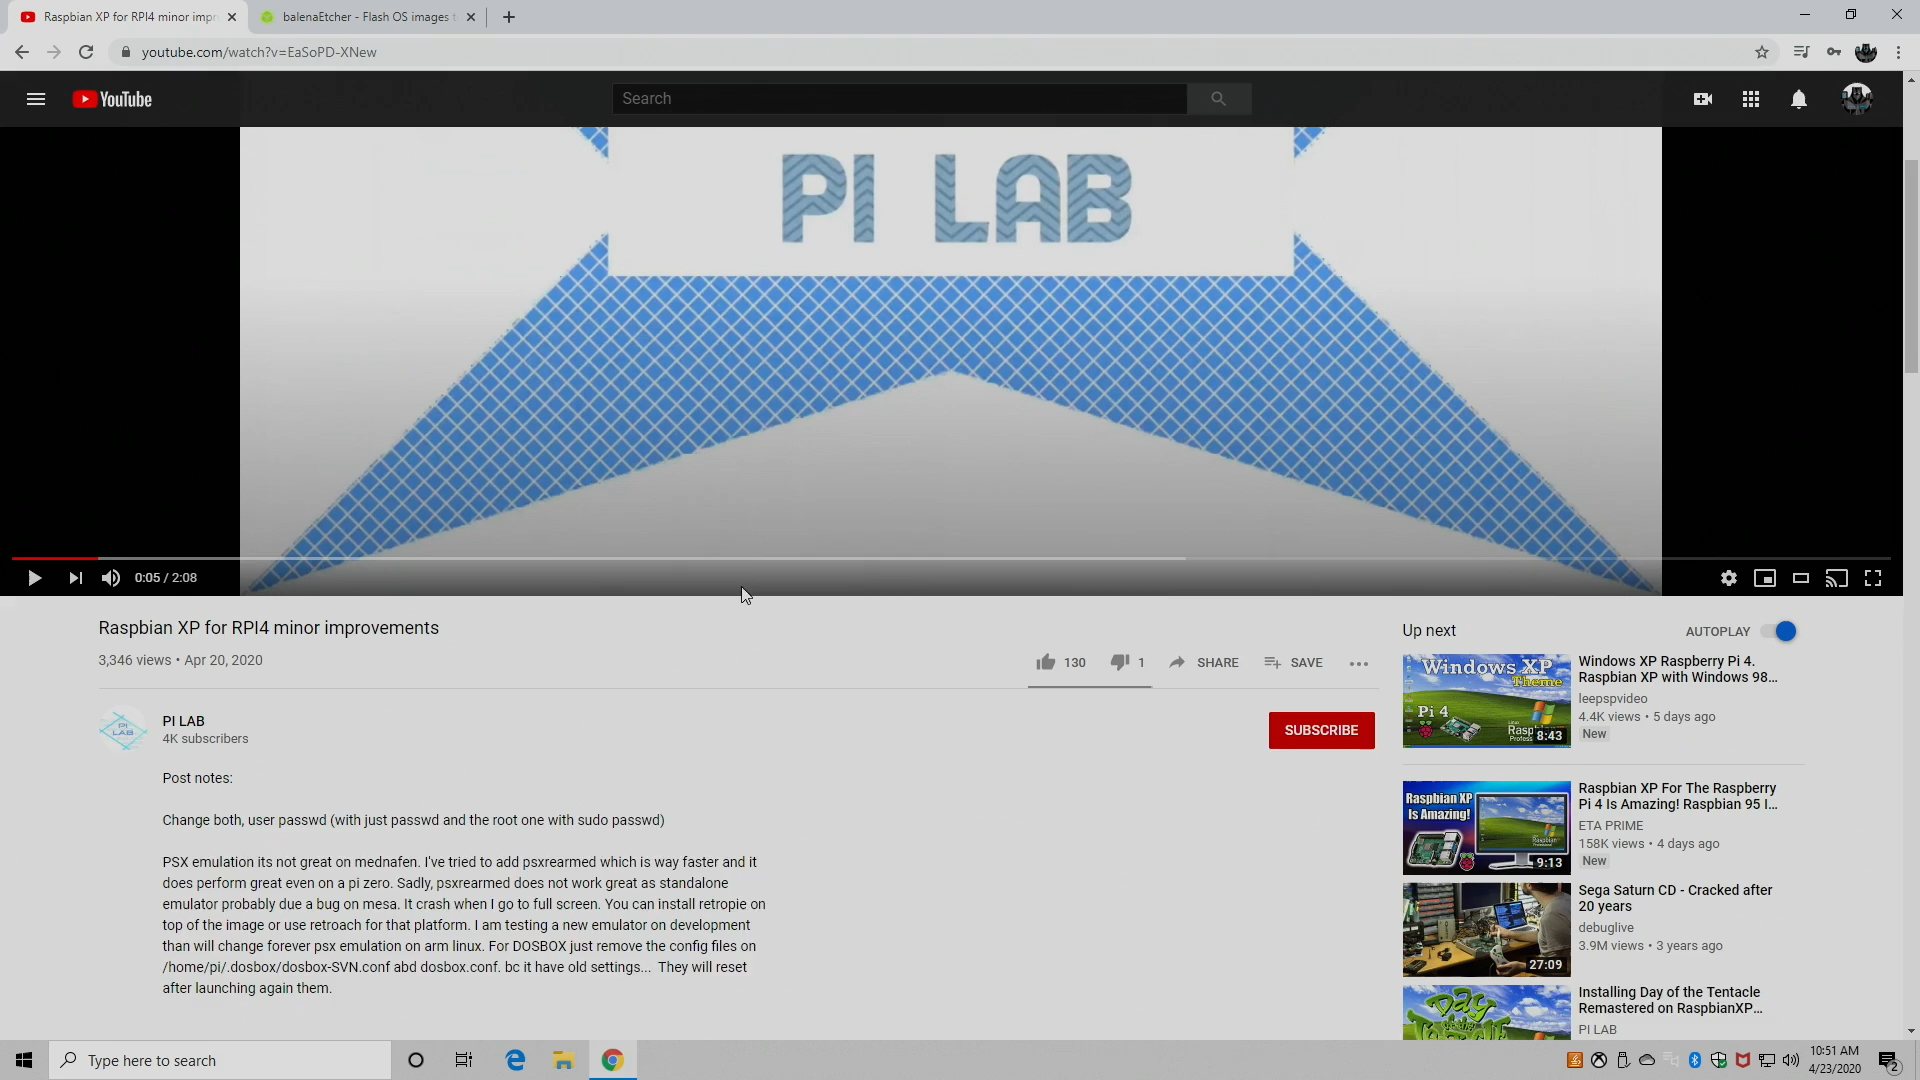 Raspbian XP for RPI4 minor impr
balenaEtcher - Flash OS images t
youtube.com/watch?v=EaSoPD-XNew
YouTube
Search
PI LAB
0:05 / 2:08
Raspbian XP for RPI4 minor improvements
3,346 views • Apr 20, 2020
130
1
SHARE
SAVE
PI LAB
PI LAB
4K subscribers
SUBSCRIBE
Post notes:
Change both, user passwd (with just passwd and the root one with sudo passwd)
PSX emulation its not great on mednafen. I've tried to add psxrearmed which is way faster and it
does perform great even on a pi zero. Sadly, psxrearmed does not work great as standalone
emulator probably due a bug on mesa. It crash when I go to full screen. You can install retropie on
top of the image or use retroach for that platform. I am testing a new emulator on development
than will change forever psx emulation on arm linux. For DOSBOX just remove the config files on
/home/pi/.dosbox/dosbox-SVN.conf abd dosbox.conf. bc it have old settings... They will reset
after launching again them.
Up next
AUTOPLAY
Windows XP
Theme
Pi 4
8:43
Windows XP Raspberry Pi 4.
Raspbian XP with Windows 98...
leepspvideo
4.4K views • 5 days ago
New
Raspbian XP
Is Amazing!
9:13
Raspbian XP For The Raspberry
Pi 4 Is Amazing! Raspbian 95 I...
ETA PRIME
158K views • 4 days ago
New
27:09
Sega Saturn CD - Cracked after
20 years
debuglive
3.9M views • 3 years ago
Day
of
Installing Day of the Tentacle
Remastered on RaspbianXP...
PI LAB
Type here to search
10:51 AM
4/23/2020
2